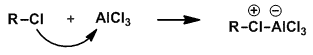 R–Cl + AlCl₃ ⟶ R–Cl⊕–AlCl₃⊖